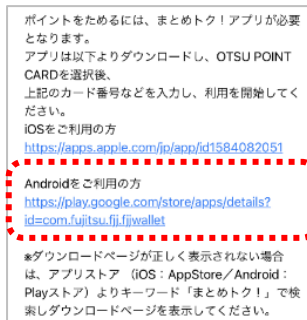 ポイントをためるには、まとめトク！アプリが必要
となります。
アプリは以下よりダウンロードし、OTSU POINT
CARDを選択後、
上記のカード番号などを入力し、利用を開始してく
ださい。
iOSをご利用の方
https://apps.apple.com/jp/app/id1584082051
Androidをご利用の方
https://play.google.com/store/apps/details?
id=com.fujitsu.fjj.fjjwallet
※ダウンロードページが正しく表示されない場合
は、アプリストア （iOS：AppStore／Android：
Playストア）よりキーワード「まとめトク！」で検
索しダウンロードページを表示してください。